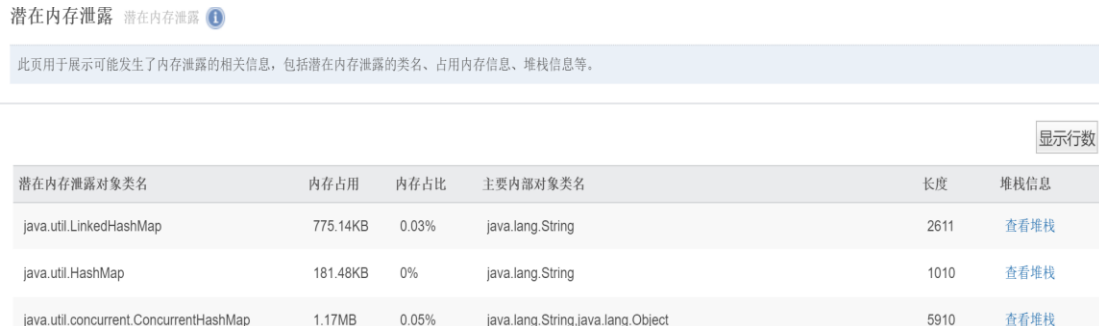 潜在内存泄露 潜在内存泄露 i
此页用于展示可能发生了内存泄露的相关信息，包括潜在内存泄露的类名、占用内存信息、堆栈信息等。
显示行数
潜在内存泄露对象类名 内存占用 内存占比 主要内部对象类名 长度 堆栈信息
java.util.LinkedHashMap 775.14KB 0.03% java.lang.String 2611 查看堆栈
java.util.HashMap 181.48KB 0% java.lang.String 1010 查看堆栈
java.util.concurrent.ConcurrentHashMap 1.17MB 0.05% java.lang.String,java.lang.Object 5910 查看堆栈